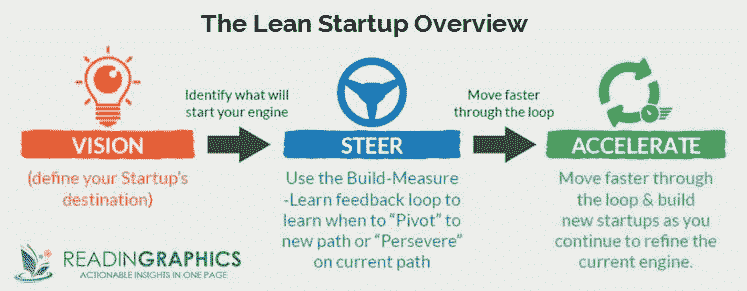 The Lean Startup Overview
Identify what will
start your engine
Move faster
through the loop
VISION
STEER
ACCELERATE
(define your Startup's
destination)
Use the Build-Measure
-Learn feedback loop to
learn when to "Pivot" to
new path or "Persevere"
on current path
Move faster through
the loop & build
new startups as you
continue to refine the
current engine.
READINGRAPHICS
ACTIONABLE INSIGHTS IN ONE PAGE